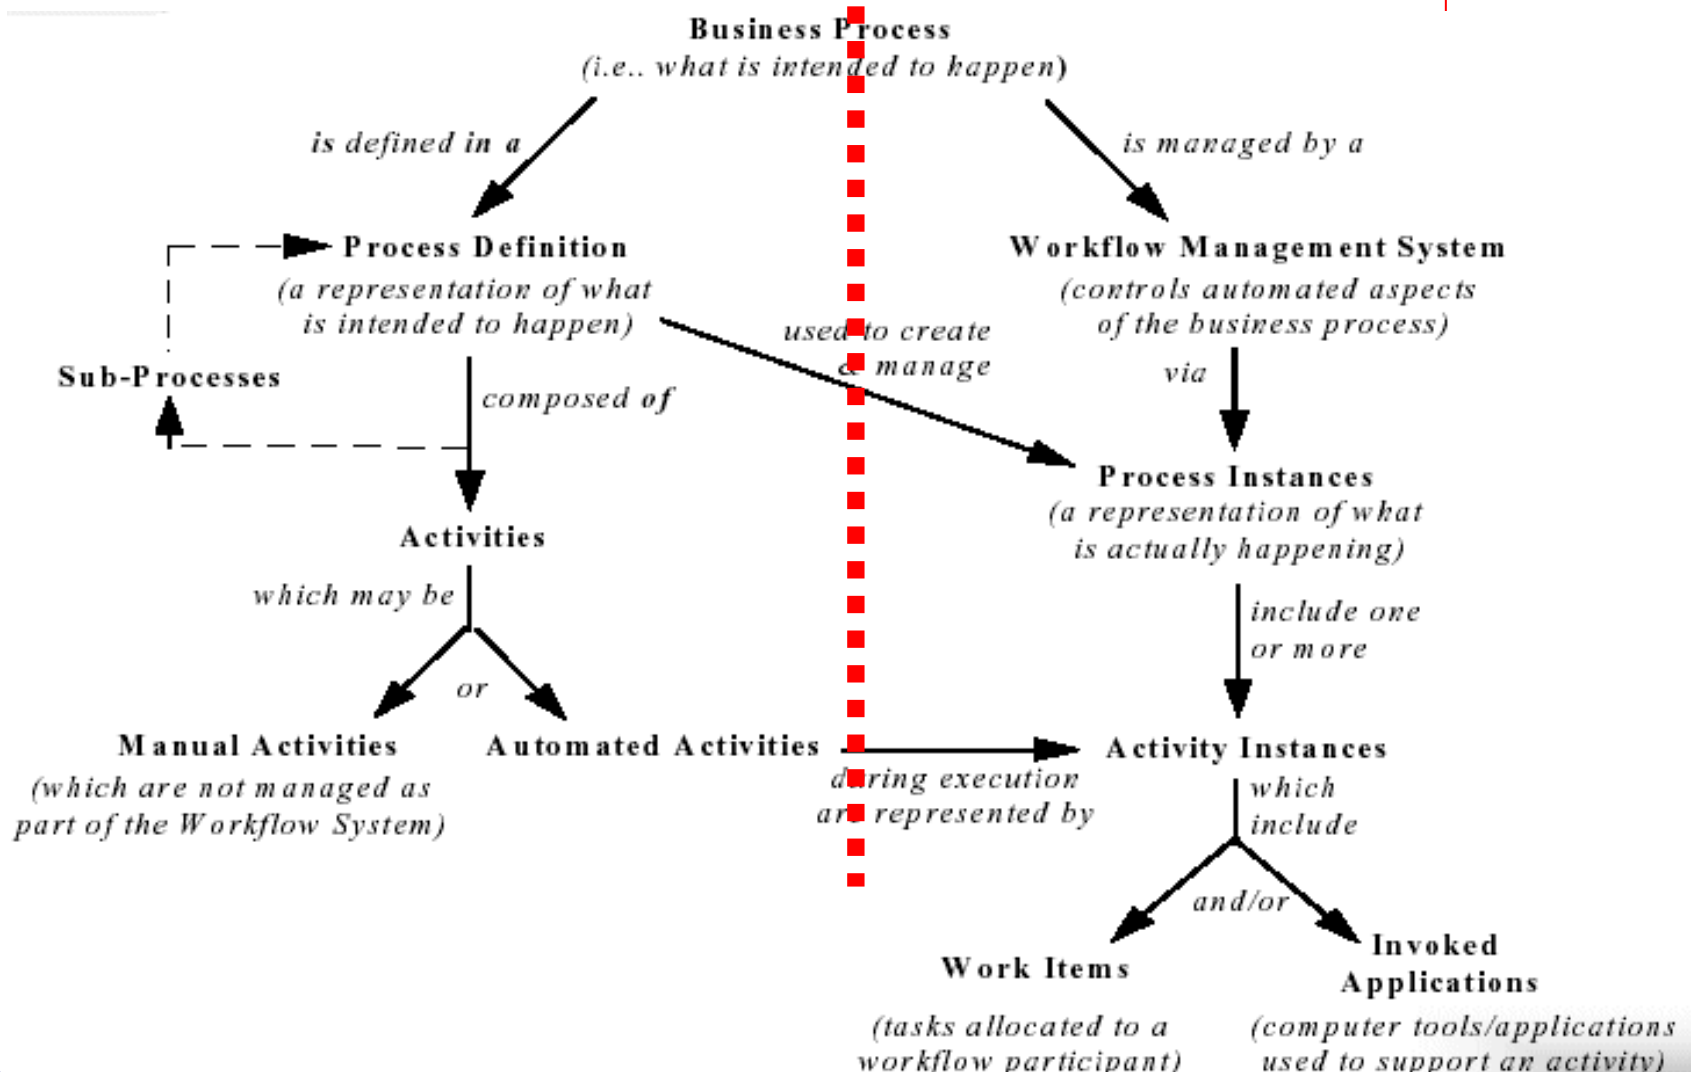 Business Process
(i.e.. what is intended to happen)
is defined in a
is managed by a
Process Definition
(a representation of what
is intended to happen)
Workflow Management System
(controls automated aspects
of the business process)
used to create
& manage
via
Sub-Processes
composed of
Process Instances
(a representation of what
is actually happening)
Activities
which may be
include one
or more
or
Manual Activities
(which are not managed as
part of the Workflow System)
Automated Activities
during execution
are represented by
Activity Instances
which
include
and/or
Work Items
(tasks allocated to a
workflow participant)
Invoked
Applications
(computer tools/applications
used to support an activity)